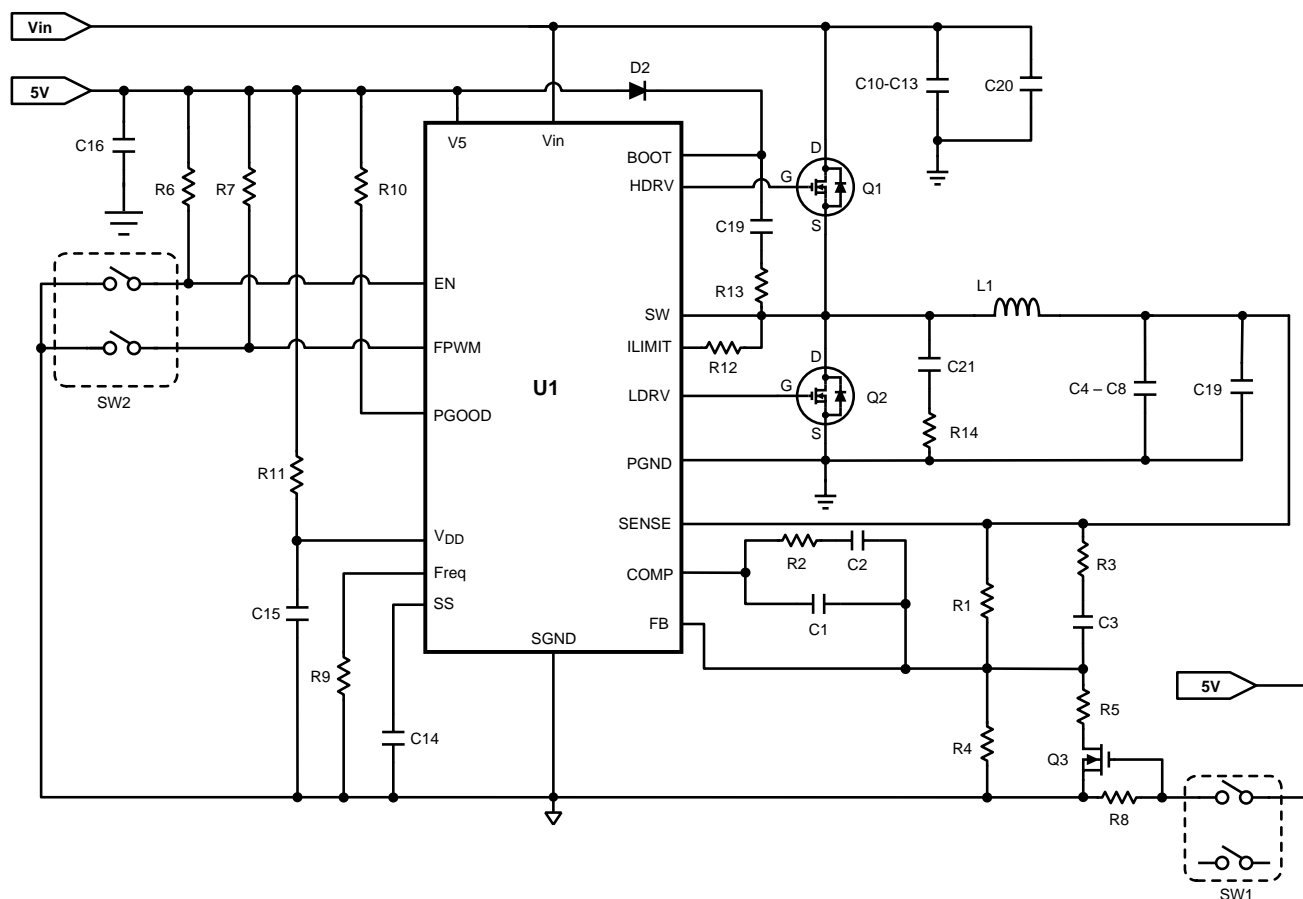 Vin
D2
5V
C10-C13
C20
C16
V5
Vin
BOOT
D
R6
R7
R10
HDRV
G
Q1
S
C19
R13
EN
L1
SW
FPWM
ILIMIT
R12
D
C21
C4 – C8
C19
SW2
U1
LDRV
G
Q2
PGOOD
S
R14
R11
PGND
SENSE
VDD
R2
C2
R3
Freq
COMP
SS
R1
C15
C1
C3
FB
SGND
R9
5V
R5
C14
R4
Q3
R8
SW1